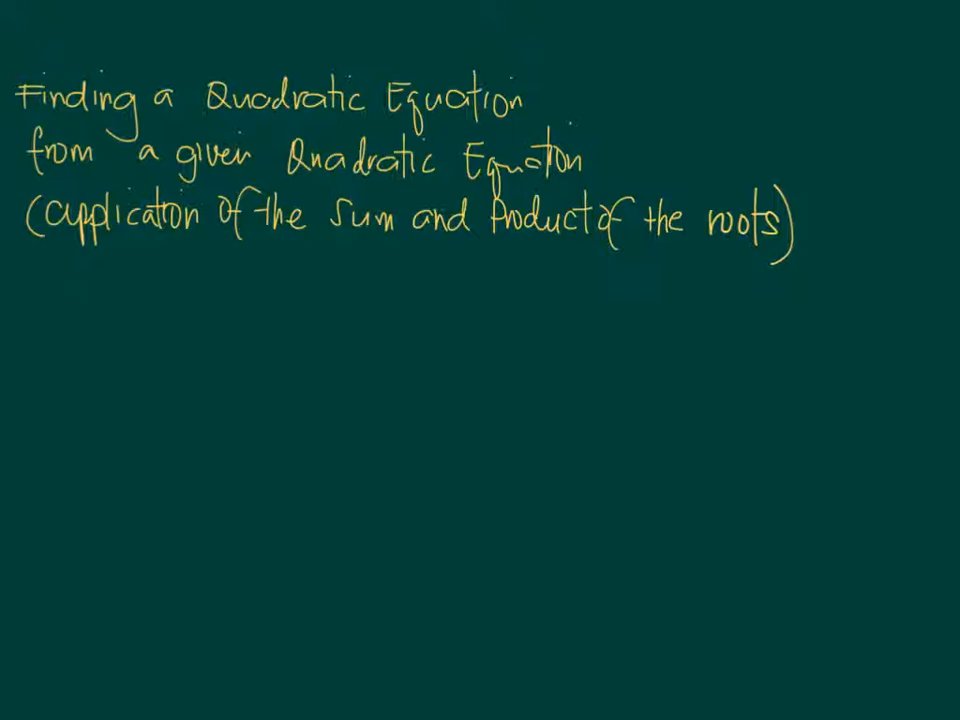 Finding a Quadratic Equation
from a given Quadratic Equation
(application of the sum and Product of the roots)